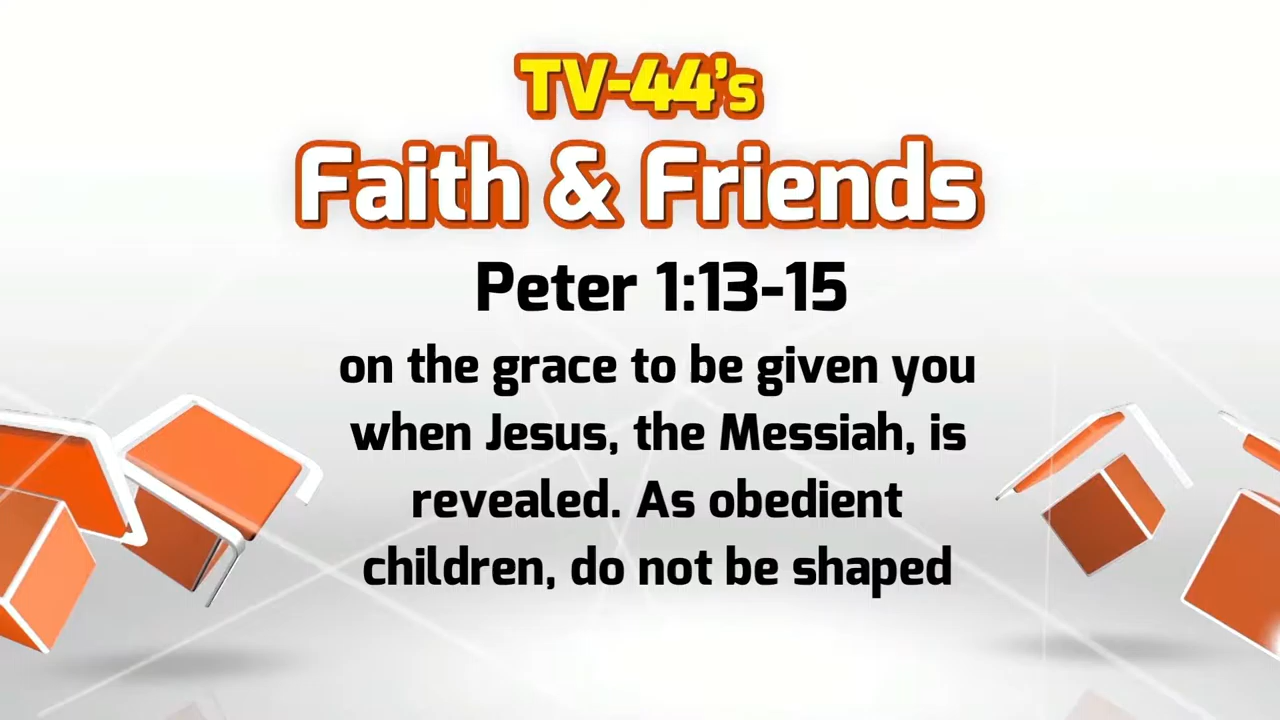 TV-44's
Faith & Friends
Peter 1:13-15
on the grace to be given you
when Jesus, the Messiah, is
revealed. As obedient
children, do not be shaped